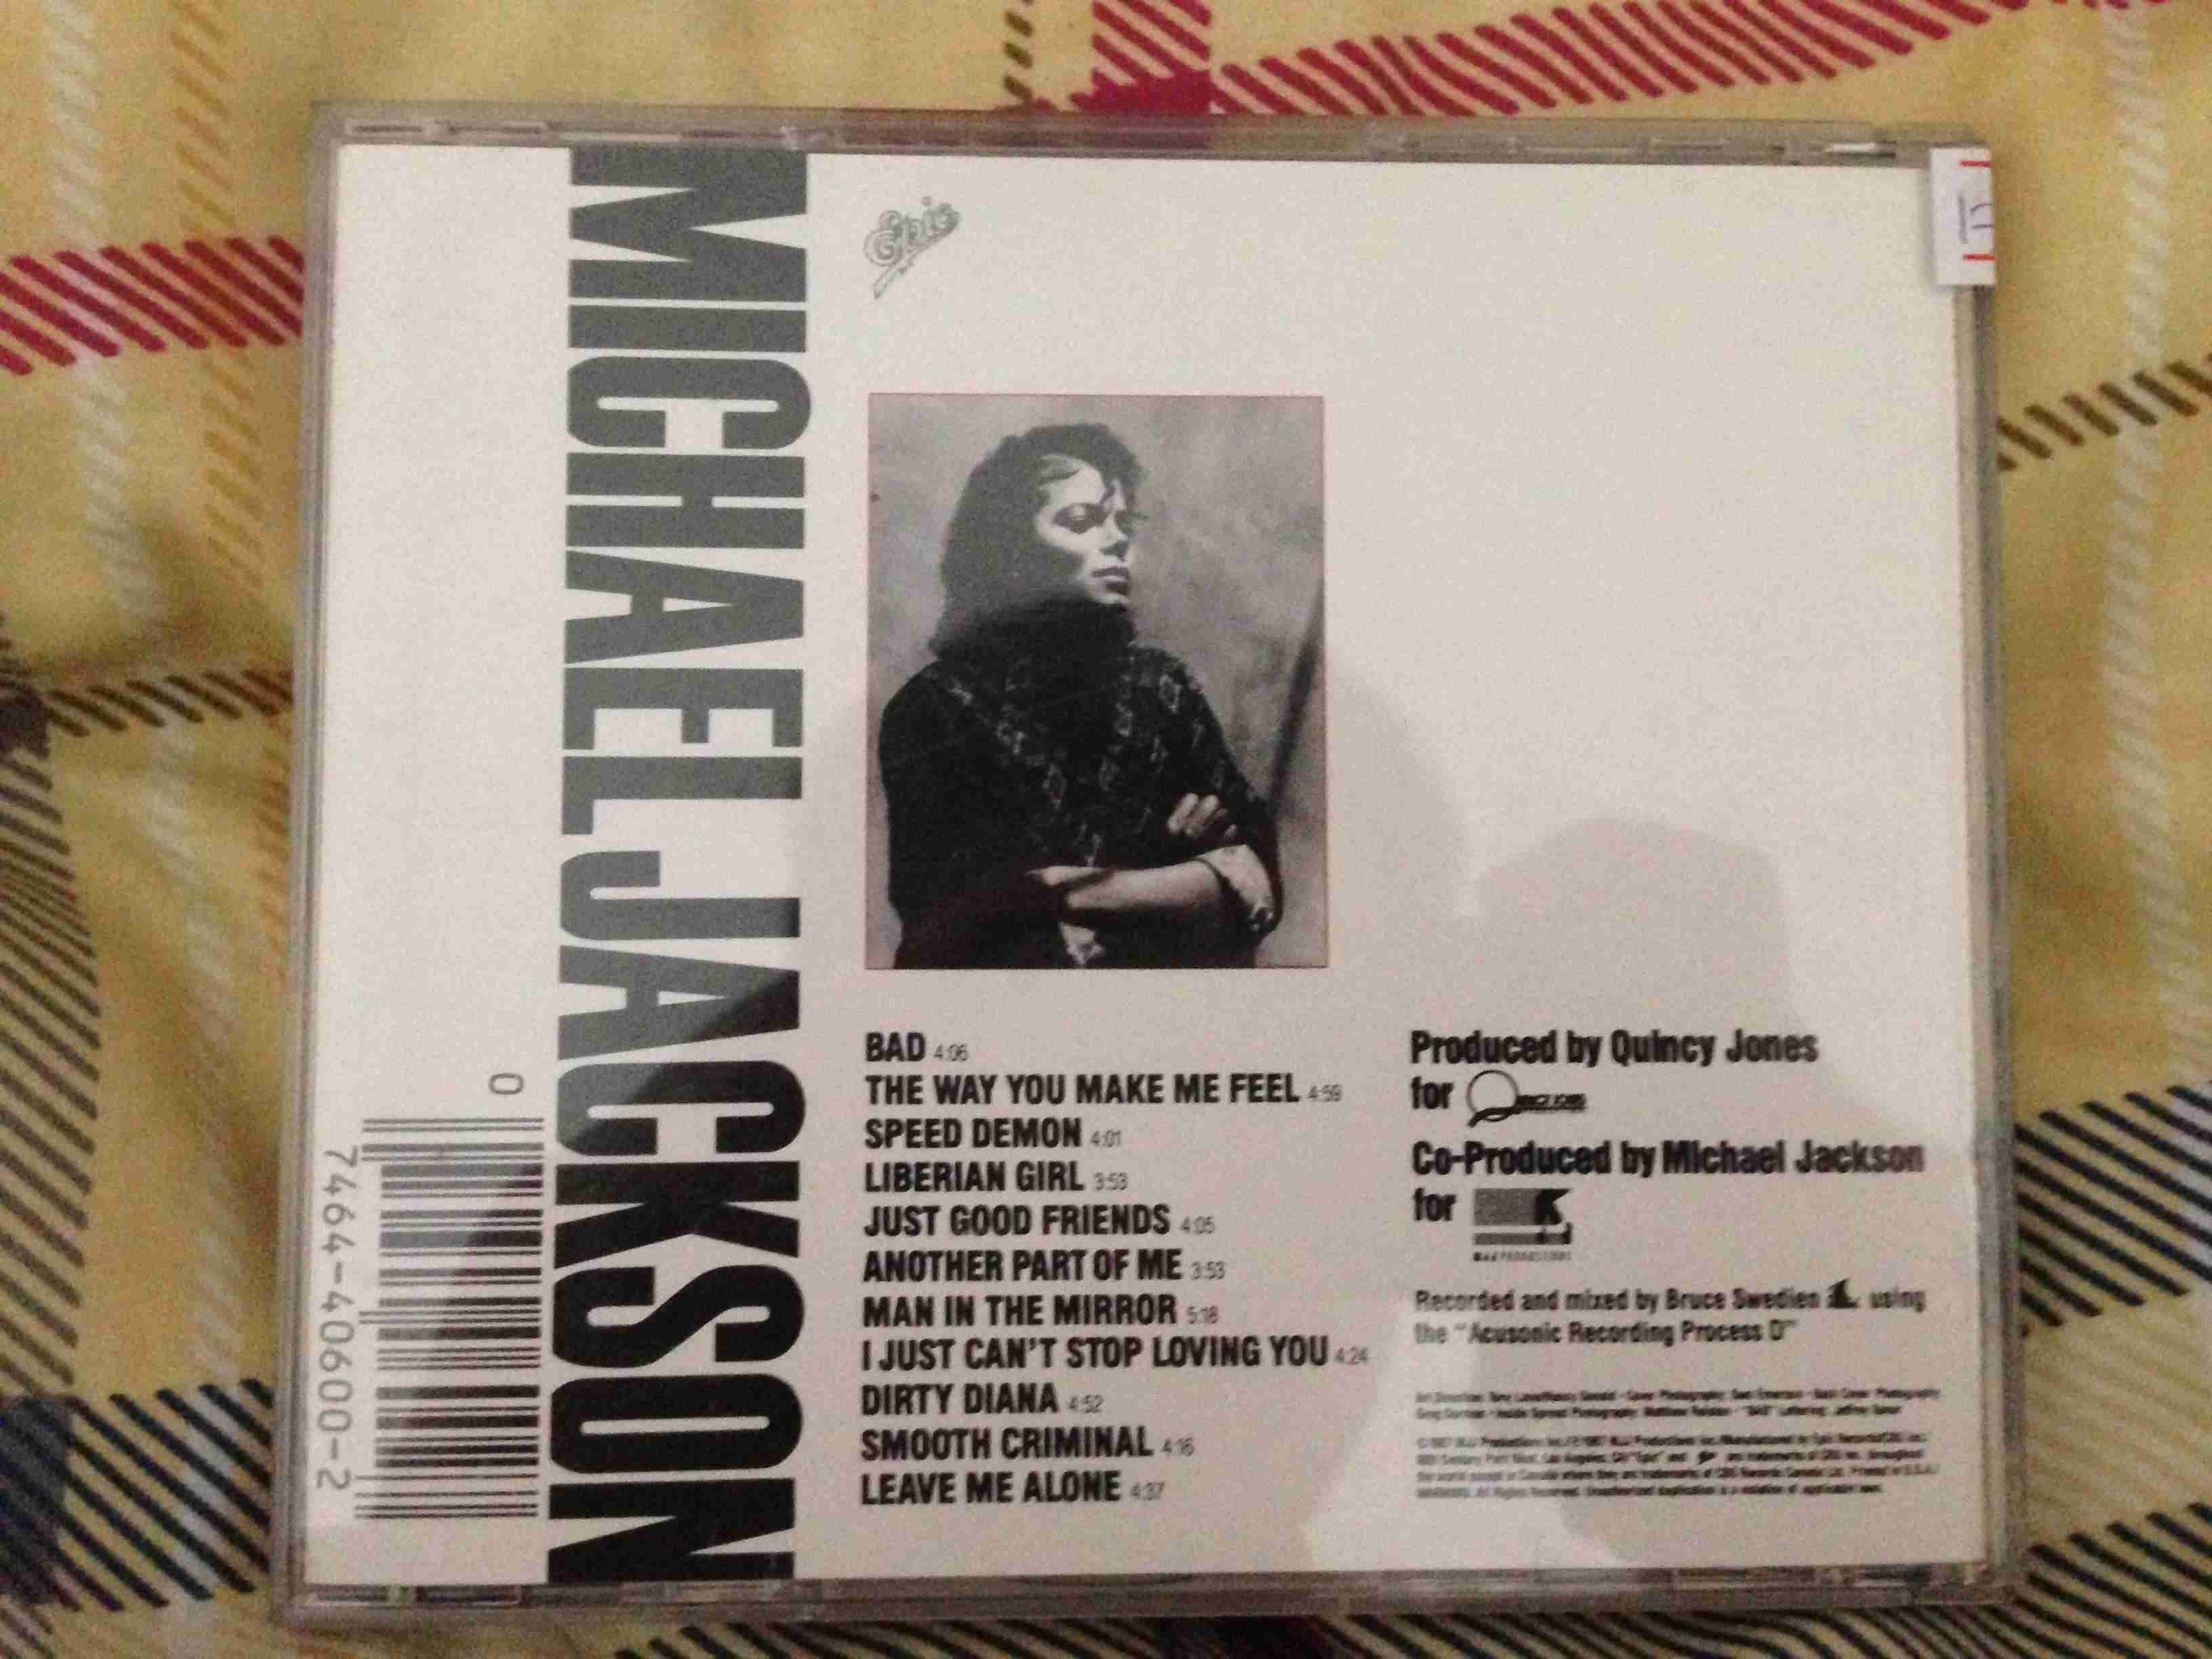 MICHAEL JACKSON
Epic
BAD 4:06
THE WAY YOU MAKE ME FEEL 4:59
SPEED DEMON 4:01
LIBERIAN GIRL 3:53
JUST GOOD FRIENDS 4:05
ANOTHER PART OF ME 3:53
MAN IN THE MIRROR 5:18
I JUST CAN'T STOP LOVING YOU 4:24
DIRTY DIANA 4:52
SMOOTH CRIMINAL 4:16
LEAVE ME ALONE 4:37
Produced by Quincy Jones
for
Co-Produced by Michael Jackson
for
Recorded and mixed by Bruce Swedien using
the "Acusonic Recording Process"
0
7464-40600-2